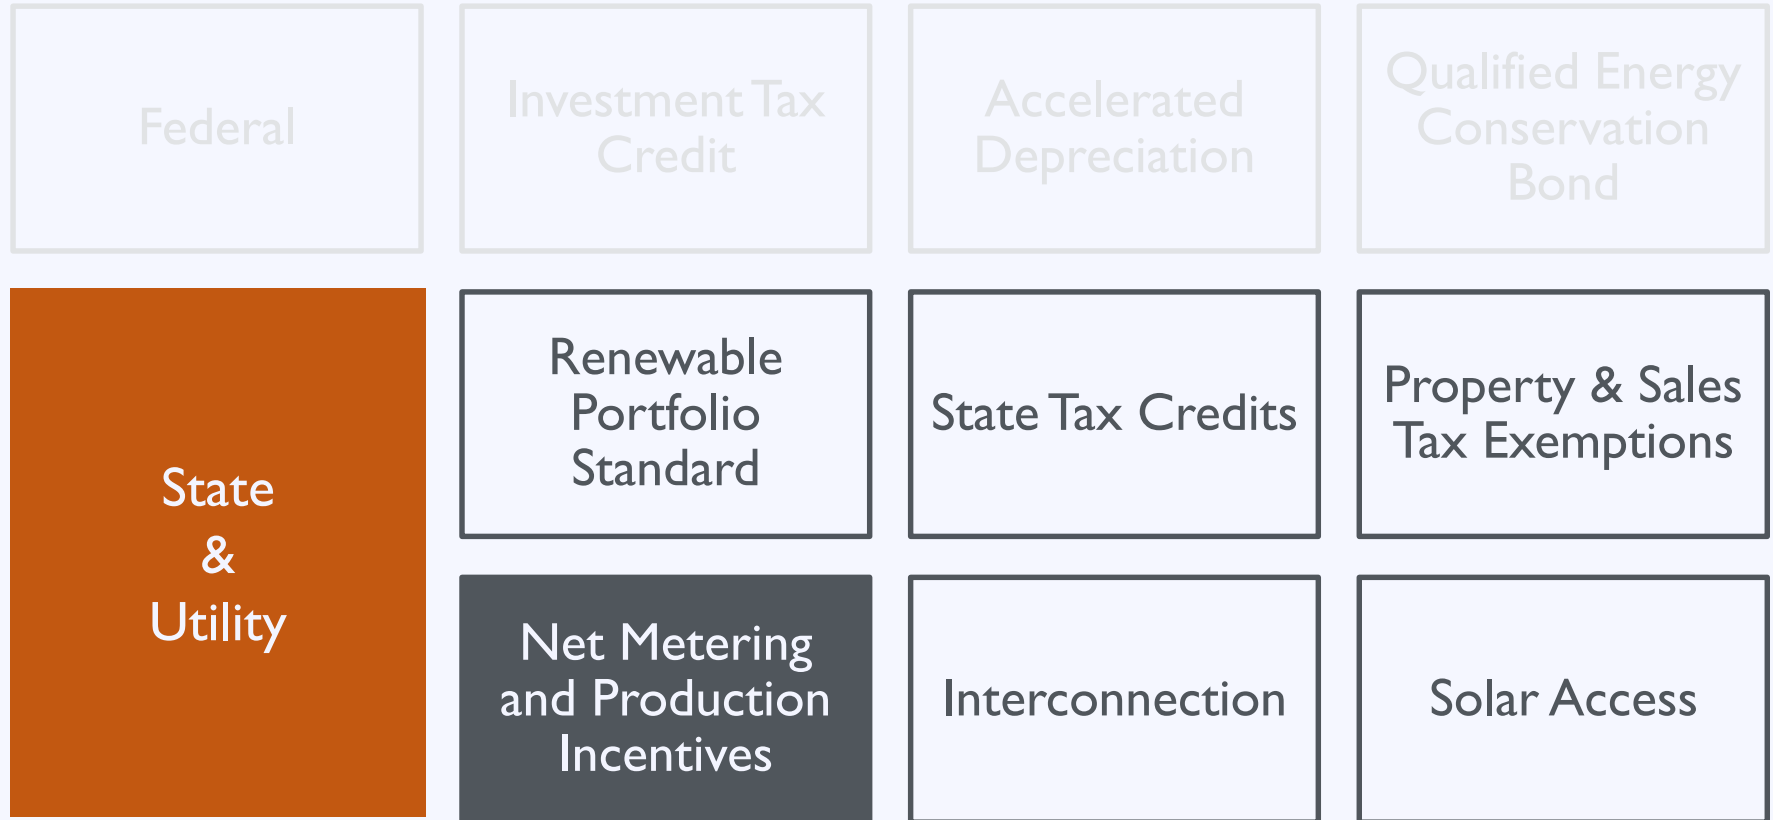 Federal
Investment Tax
Credit
Accelerated
Depreciation
Qualified Energy
Conservation
Bond
State
&
Utility
Renewable
Portfolio
Standard
State Tax Credits
Property & Sales
Tax Exemptions
Net Metering
and Production
Incentives
Interconnection
Solar Access